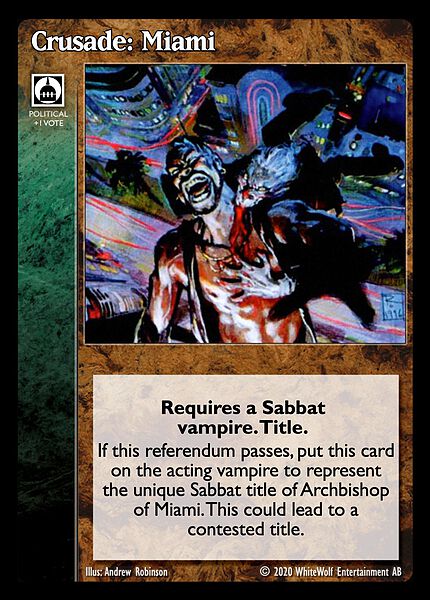 Crusade: Miami
POLITICAL
+1 VOTE
Requires a Sabbat
vampire. Title.
If this referendum passes, put this card
on the acting vampire to represent
the unique Sabbat title of Archbishop
of Miami. This could lead to a
contested title.
Illus: Andrew Robinson
© 2020 WhiteWolf Entertainment AB